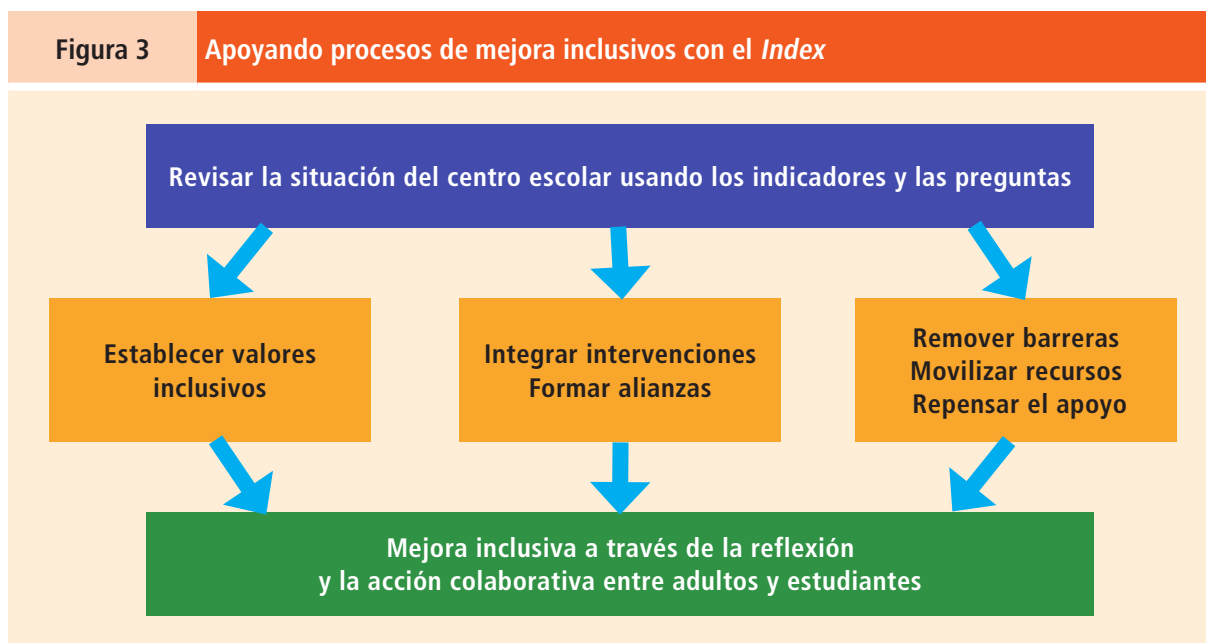 Figura 3
Apoyando procesos de mejora inclusivos con el Index
Revisar la situación del centro escolar usando los indicadores y las preguntas
Establecer valores
inclusivos
Integrar intervenciones
Formar alianzas
Remover barreras
Movilizar recursos
Repensar el apoyo
Mejora inclusiva a través de la reflexión
y la acción colaborativa entre adultos y estudiantes